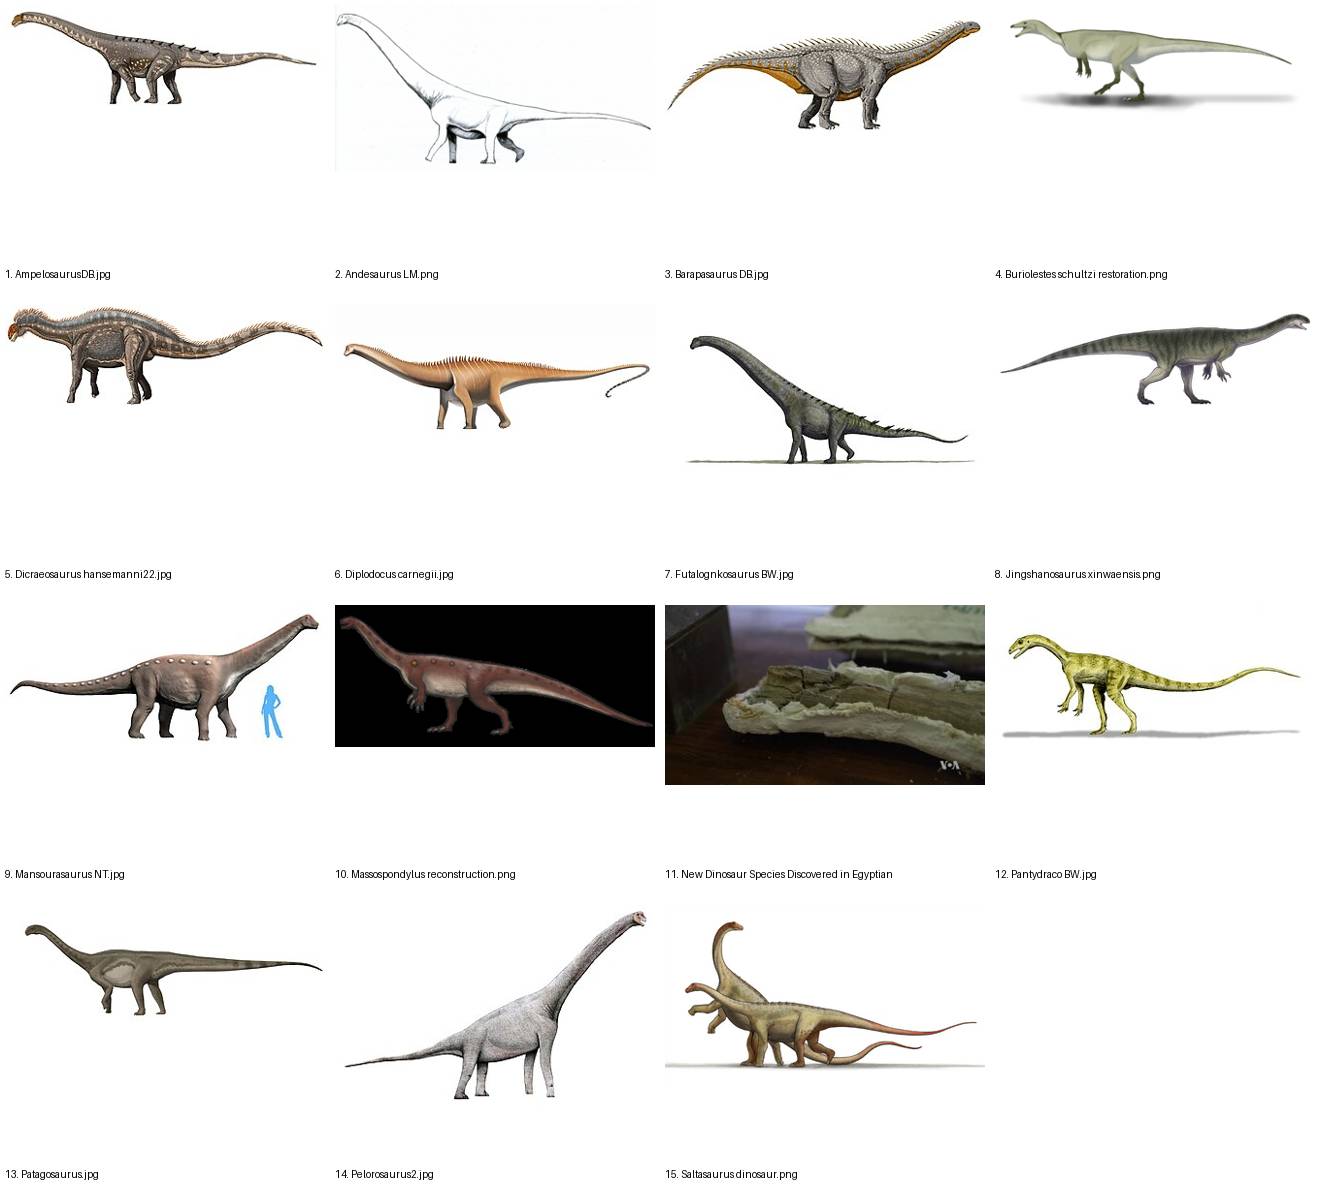 1. AmpelosaurusDB.jpg
2. Andesaurus LM.png
3. Barapasaurus DB.jpg
4. Buriolestes schultzi restoration.png
5. Dicraeosaurus hansemanni22.jpg
6. Diplodocus carnegii.jpg
7. Futalognkosaurus BW.jpg
8. Jingshanosaurus xinwaensis.png
VOA
9. Mansourasaurus NT.jpg
10. Massospondylus reconstruction.png
11. New Dinosaur Species Discovered in Egyptian
12. Pantydraco BW.jpg
13. Patagosaurus.jpg
14. Pelorosaurus2.jpg
15. Saltasaurus dinosaur.png